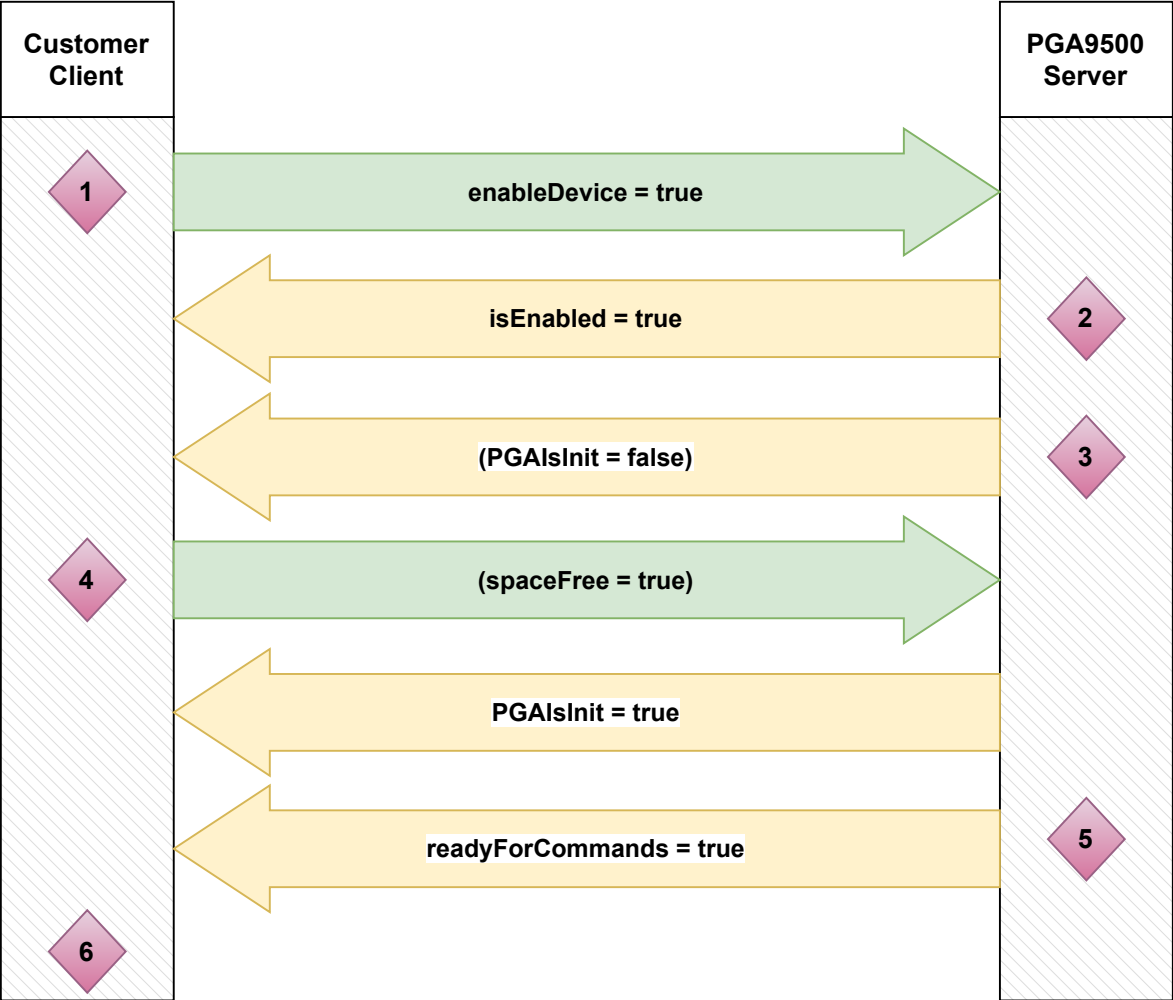 Customer
Client
PGA9500
Server
1
enableDevice = true
isEnabled = true
2
(PGAIsInit = false)
3
4
(spaceFree = true)
PGAIsInit = true
readyForCommands = true
5
6